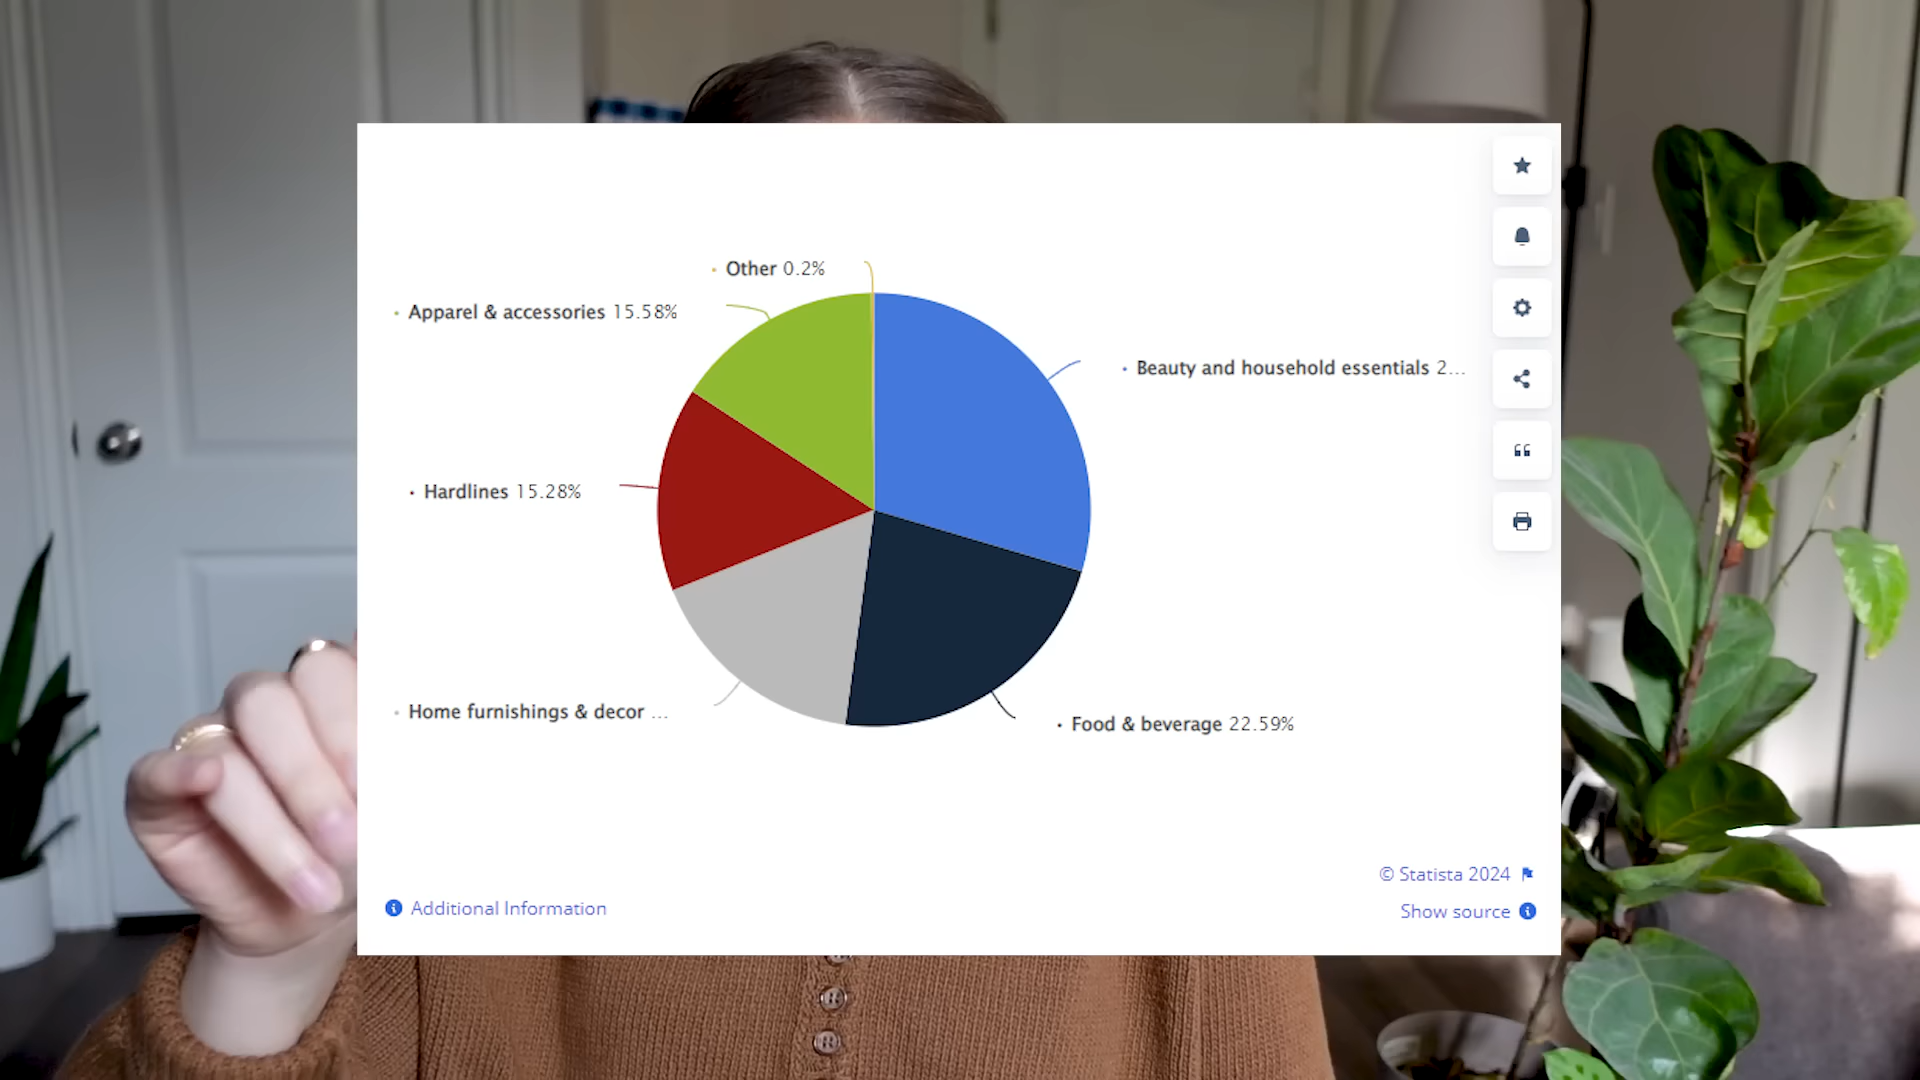 Other 0.2%
Apparel & accessories 15.58%
Beauty and household essentials 2...
Hardlines 15.28%
Home furnishings & decor ...
Food & beverage 22.59%
© Statista 2024
Additional Information
Show source